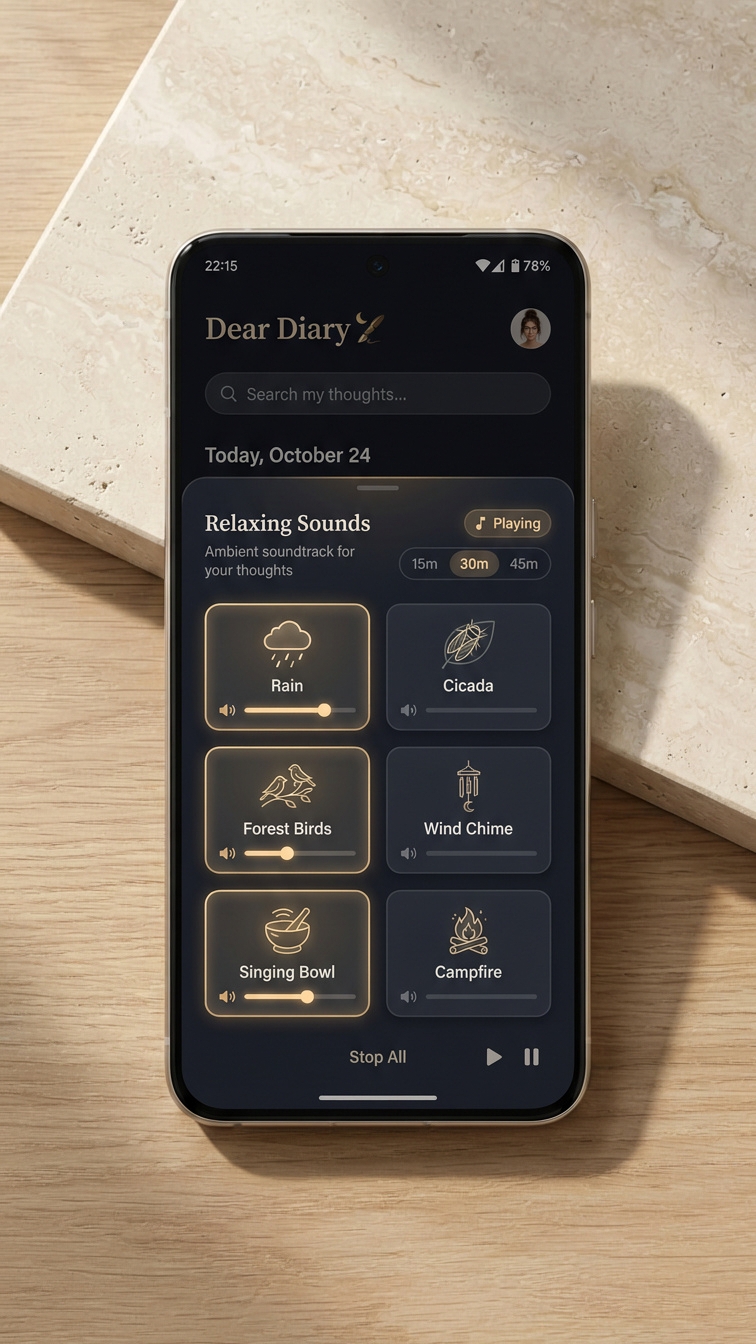 22:15
78%
Dear Diary
Search my thoughts...
Today, October 24
Relaxing Sounds
Playing
Ambient soundtrack for
your thoughts
15m 30m 45m
Rain
Cicada
Forest Birds
Wind Chime
Singing Bowl
Campfire
Stop All